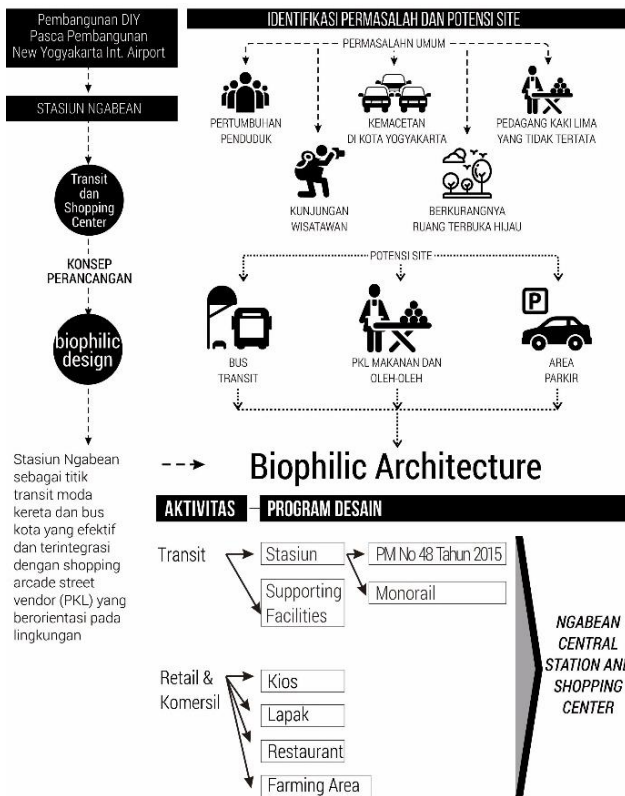 Pembangunan DIY
Pasca Pembangunan
New Yogyakarta Int. Airport
STASIUN NGABEAN
Transit
dan
Shopping
Center
KONSEP
PERANCANGAN
biophilic
design
Stasiun Ngabean
sebagai titik
transit moda
kereta dan bus
kota yang efektif
dan terintegrasi
dengan shopping
arcade street
vendor (PKL) yang
berorientasi pada
lingkungan
IDENTIFIKASI PERMASALAH DAN POTENSI SITE
PERMASALAHN UMUM
PERTUMBUHAN
PENDUDUK
KEMACETAN
DI KOTA YOGYAKARTA
PEDAGANG KAKI LIMA
YANG TIDAK TERTATA
KUNJUNGAN
WISATAWAN
BERKURANGNYA
RUANG TERBUKA HIJAU
POTENSI SITE
P
BUS
TRANSIT
PKL MAKANAN DAN
OLEH-OLEH
AREA
PARKIR
Biophilic Architecture
AKTIVITAS
PROGRAM DESAIN
Transit
Stasiun
PM No 48 Tahun 2015
Supporting
Facilities
Monorail
Retail &
Komersil
Kios
Lapak
Restaurant
Farming Area
NGABEAN
CENTRAL
STATION AND
SHOPPING
CENTER